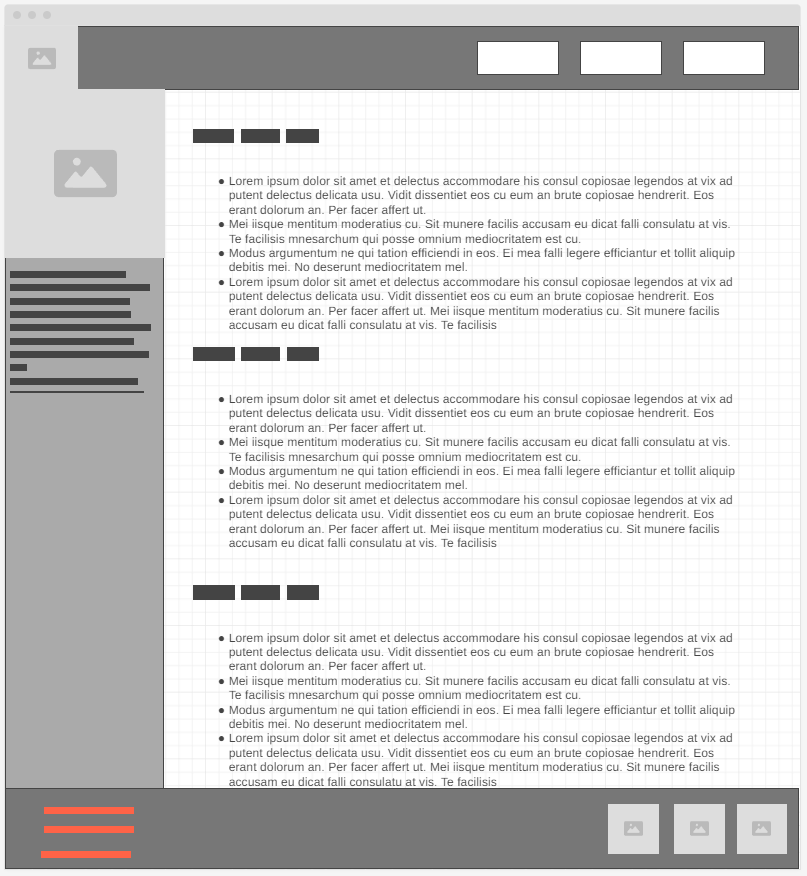 ● Lorem ipsum dolor sit amet et delectus accommodare his consul copiosae legendos at vix ad
putent delectus delicata usu. Vidit dissentiet eos cu eum an brute copiosae hendrerit. Eos
erant dolorum an. Per facer affert ut.
● Mei iisque mentitum moderatius cu. Sit munere facilis accusam eu dicat falli consulatu at vis.
Te facilisis mnesarchum qui posse omnium mediocritatem est cu.
● Modus argumentum ne qui tation efficiendi in eos. Ei mea falli legere efficiantur et tollit aliquip
debitis mei. No deserunt mediocritatem mel.
● Lorem ipsum dolor sit amet et delectus accommodare his consul copiosae legendos at vix ad
putent delectus delicata usu. Vidit dissentiet eos cu eum an brute copiosae hendrerit. Eos
erant dolorum an. Per facer affert ut. Mei iisque mentitum moderatius cu. Sit munere facilis
accusam eu dicat falli consulatu at vis. Te facilisis
● Lorem ipsum dolor sit amet et delectus accommodare his consul copiosae legendos at vix ad
putent delectus delicata usu. Vidit dissentiet eos cu eum an brute copiosae hendrerit. Eos
erant dolorum an. Per facer affert ut.
● Mei iisque mentitum moderatius cu. Sit munere facilis accusam eu dicat falli consulatu at vis.
Te facilisis mnesarchum qui posse omnium mediocritatem est cu.
● Modus argumentum ne qui tation efficiendi in eos. Ei mea falli legere efficiantur et tollit aliquip
debitis mei. No deserunt mediocritatem mel.
● Lorem ipsum dolor sit amet et delectus accommodare his consul copiosae legendos at vix ad
putent delectus delicata usu. Vidit dissentiet eos cu eum an brute copiosae hendrerit. Eos
erant dolorum an. Per facer affert ut. Mei iisque mentitum moderatius cu. Sit munere facilis
accusam eu dicat falli consulatu at vis. Te facilisis
● Lorem ipsum dolor sit amet et delectus accommodare his consul copiosae legendos at vix ad
putent delectus delicata usu. Vidit dissentiet eos cu eum an brute copiosae hendrerit. Eos
erant dolorum an. Per facer affert ut.
● Mei iisque mentitum moderatius cu. Sit munere facilis accusam eu dicat falli consulatu at vis.
Te facilisis mnesarchum qui posse omnium mediocritatem est cu.
● Modus argumentum ne qui tation efficiendi in eos. Ei mea falli legere efficiantur et tollit aliquip
debitis mei. No deserunt mediocritatem mel.
● Lorem ipsum dolor sit amet et delectus accommodare his consul copiosae legendos at vix ad
putent delectus delicata usu. Vidit dissentiet eos cu eum an brute copiosae hendrerit. Eos
erant dolorum an. Per facer affert ut. Mei iisque mentitum moderatius cu. Sit munere facilis
accusam eu dicat falli consulatu at vis. Te facilisis